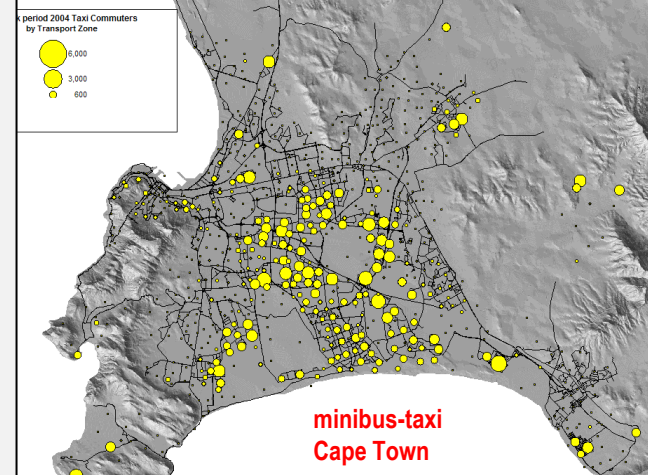 k period 2004 Taxi Commuters
by Transport Zone
6,000
3,000
600
minibus-taxi
Cape Town